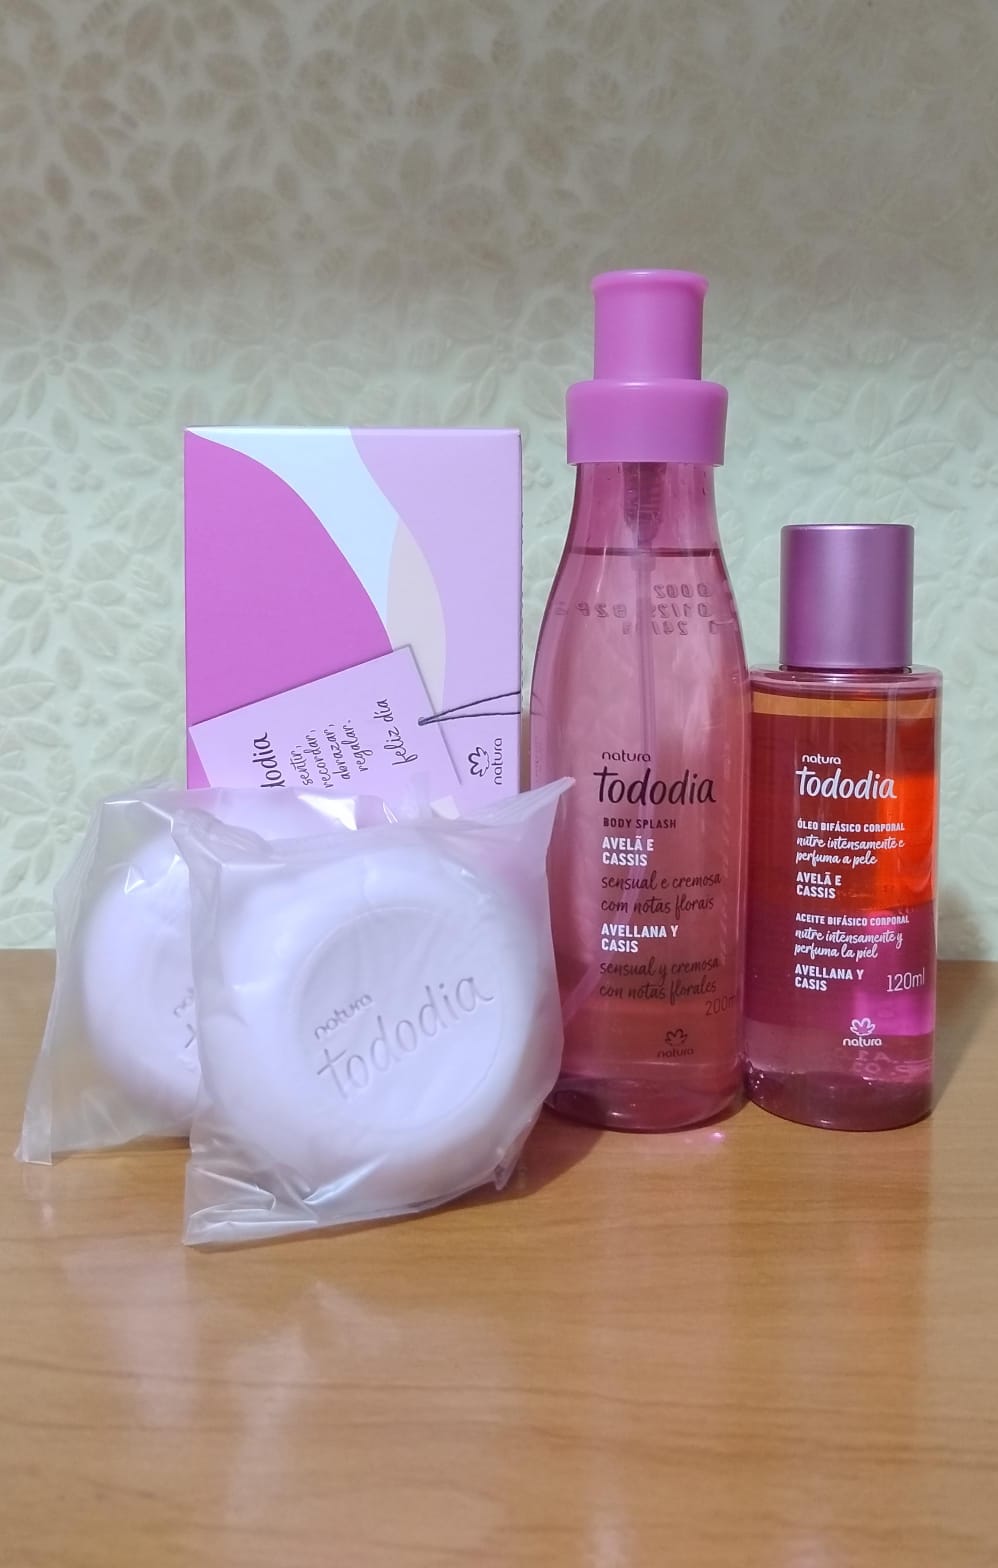 todia
sentir,
recordar,
abrazar,
regalar.
feliz día
natura
natura
tododia
natura
tododia
BODY SPLASH
AVELÃ E
CASSIS
sensual e cremosa
com notas florais
AVELLANA Y
CASIS
sensual y cremosa
con notas florales
natura
natura
tododia
ÓLEO BIFÁSICO CORPORAL
nutre intensamente e
perfuma a pele
AVELÃ E
CASSIS
ACEITE BIFÁSICO CORPORAL
nutre intensamente y
perfuma la piel
AVELLANA Y
CASIS
120ml
natura